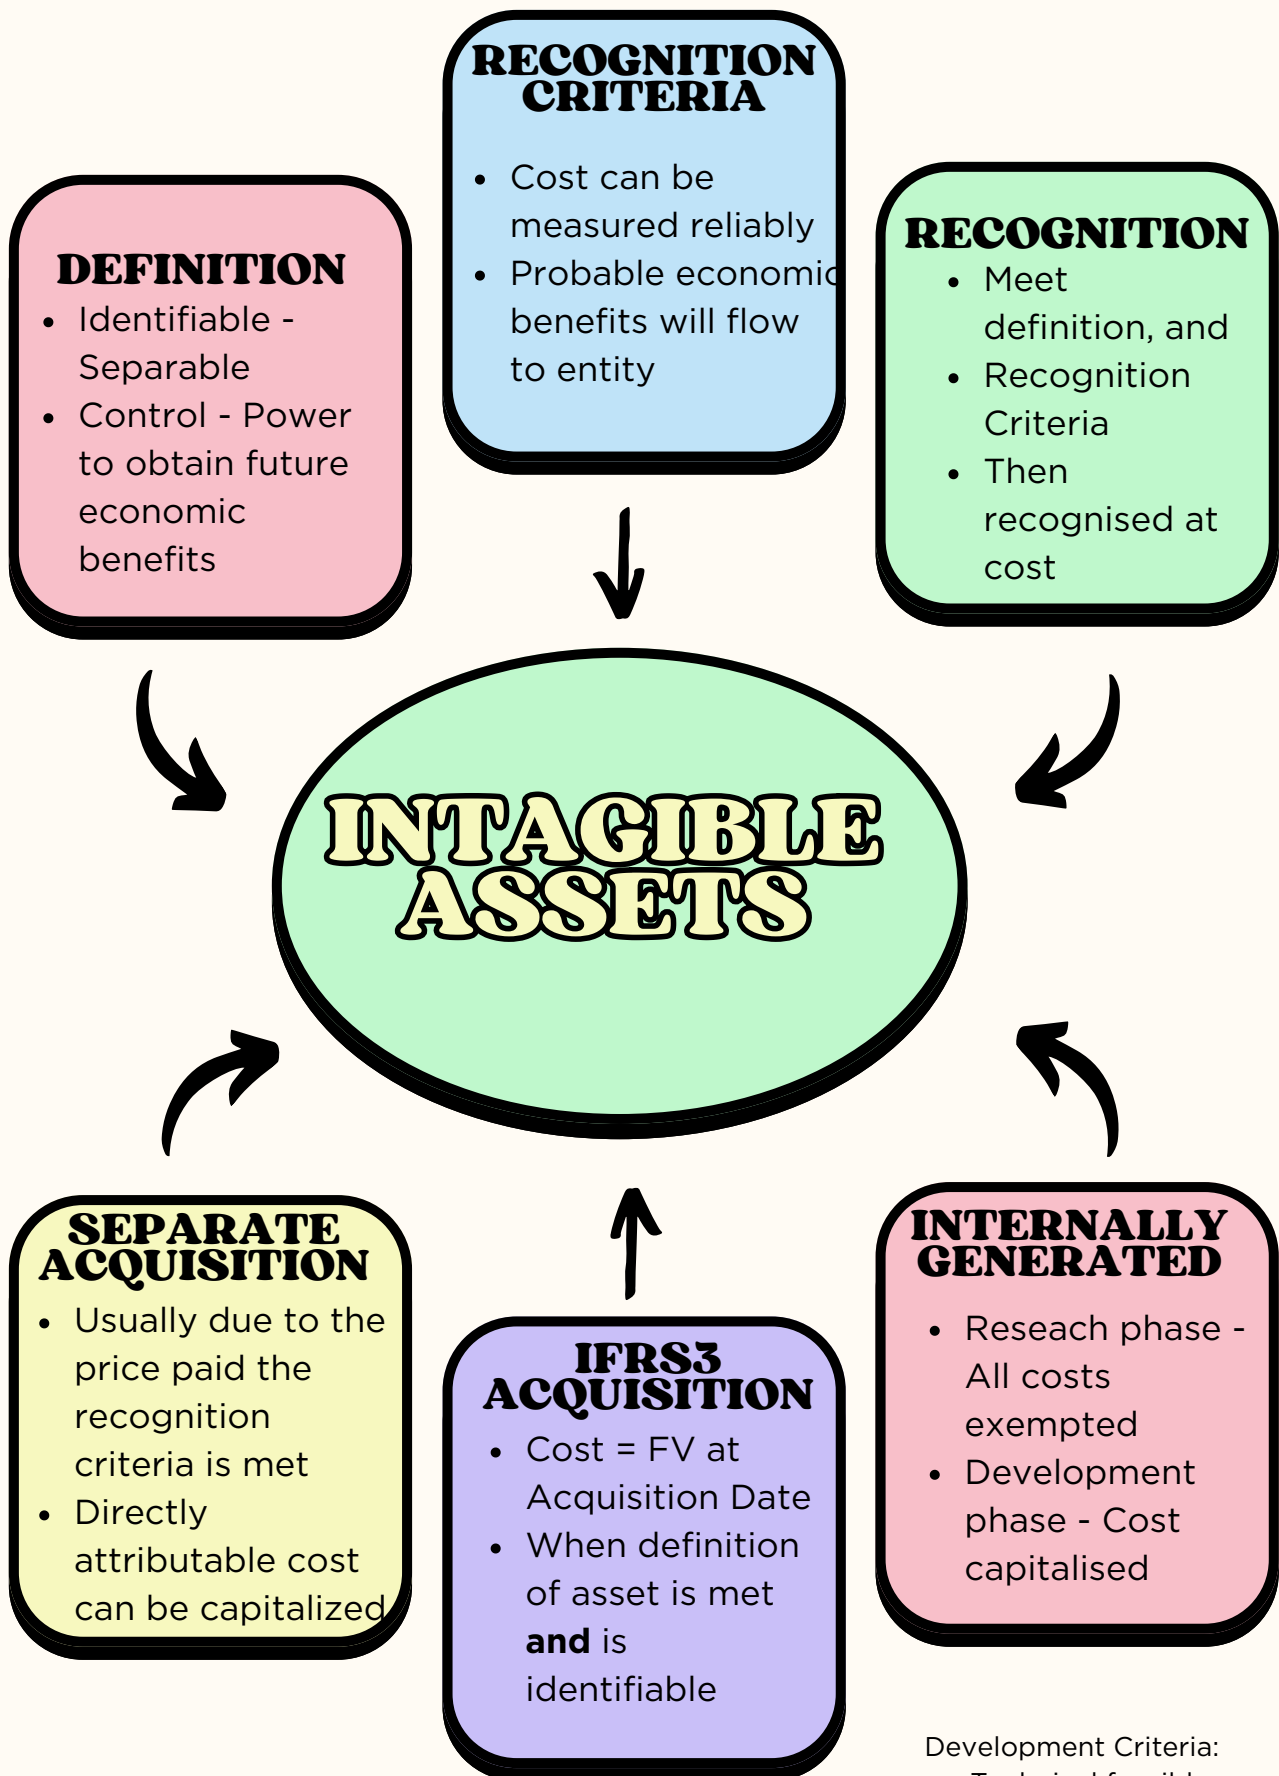 RECOGNITION
CRITERIA
• Cost can be
measured reliably
• Probable economic
benefits will flow
to entity
DEFINITION
• Identifiable -
Separable
• Control - Power
to obtain future
economic
benefits
RECOGNITION
• Meet
definition, and
• Recognition
Criteria
• Then
recognised at
cost
INTAGIBLE
ASSETS
SEPARATE
ACQUISITION
• Usually due to the
price paid the
recognition
criteria is met
• Directly
attributable cost
can be capitalized
IFRS3
ACQUISITION
• Cost = FV at
Acquisition Date
• When definition
of asset is met
and is
identifiable
INTERNALLY
GENERATED
• Reseach phase -
All costs
exempted
• Development
phase - Cost
capitalised
Development Criteria: